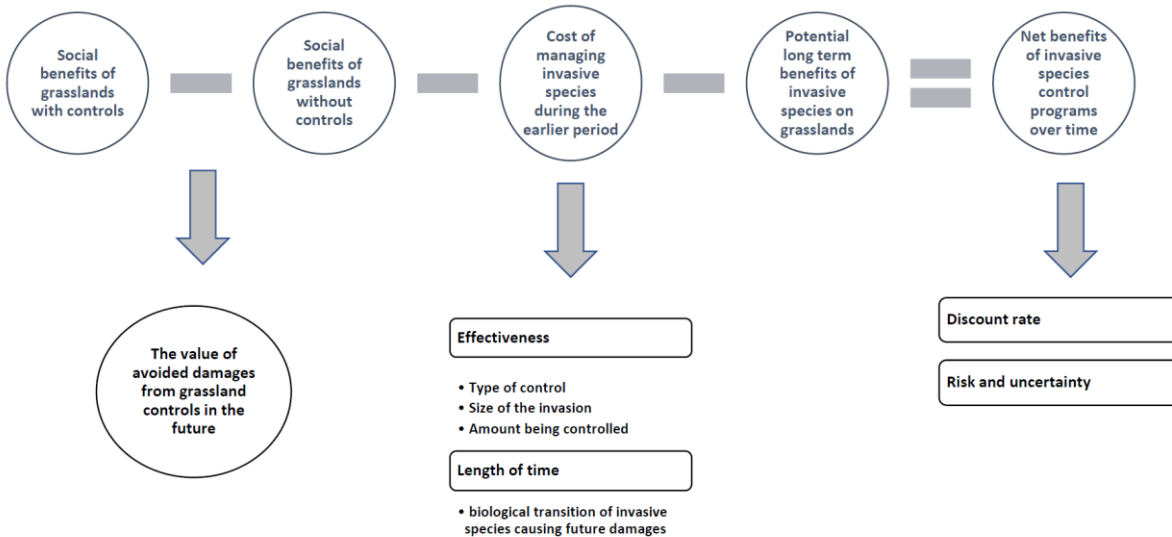 Social
benefits of
grasslands
with controls
Social
benefits of
grasslands
without
controls
Cost of
managing
invasive
species
during the
earlier period
Potential
long term
benefits of
invasive
species on
grasslands
Net benefits
of invasive
species
control
programs
over time
The value of
avoided damages
from grassland
controls in the
future
Effectiveness
• Type of control
• Size of the invasion
• Amount being controlled
Length of time
• biological transition of invasive
species causing future damages
Discount rate
Risk and uncertainty